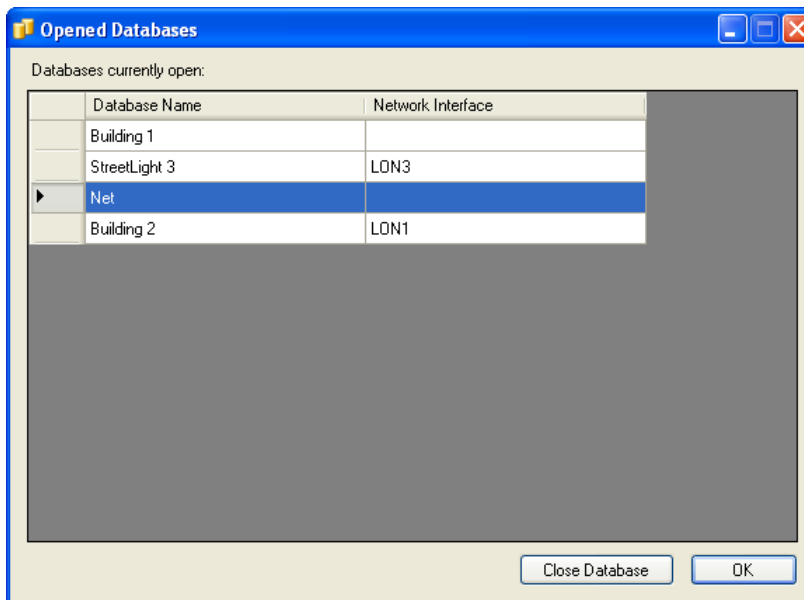 Opened Databases
Databases currently open:
Database Name Network Interface
Building 1
StreetLight 3 LON3
Net
Building 2 LON1
Close Database OK